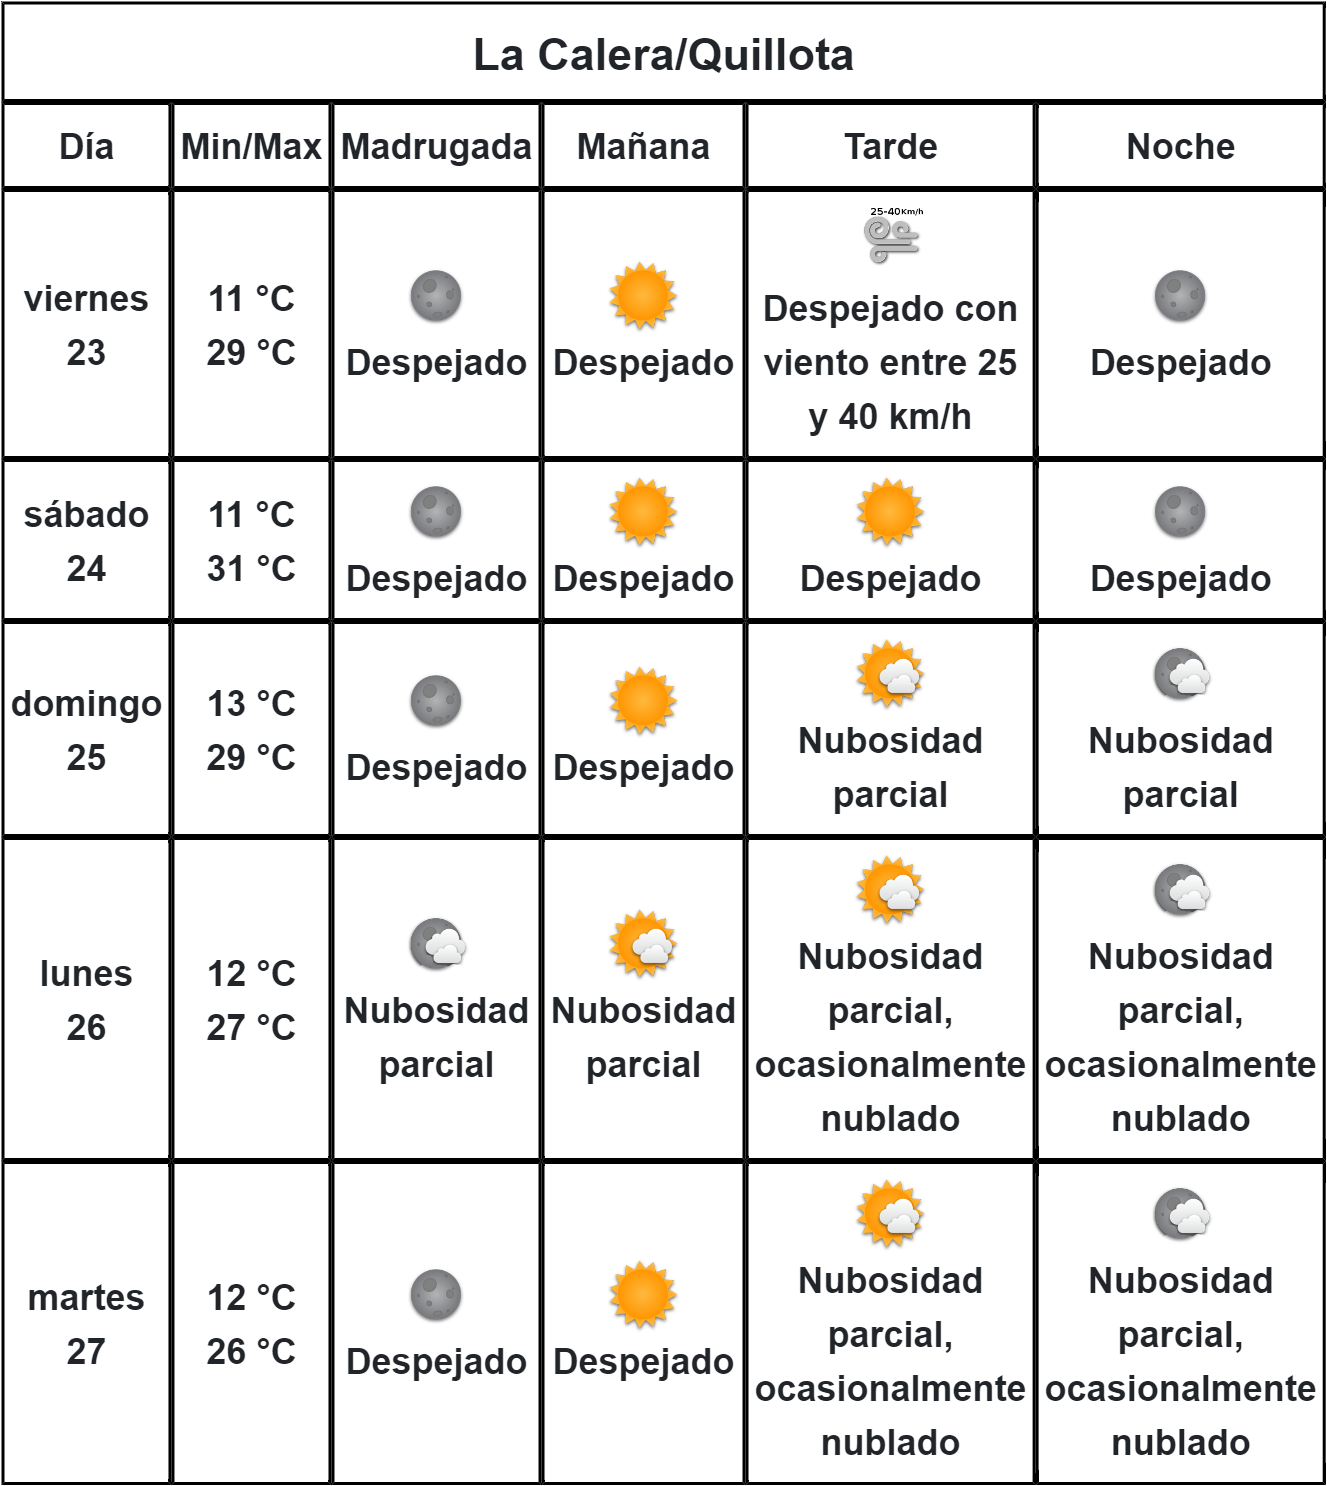 La Calera/Quillota
Día Min/Max Madrugada Mañana Tarde Noche
viernes
23
11 °C
29 °C
Despejado
Despejado
25-40Km/h
Despejado con
viento entre 25
y 40 km/h
Despejado
sábado
24
11 °C
31 °C
Despejado
Despejado
Despejado
Despejado
domingo
25
13 °C
29 °C
Despejado
Despejado
Nubosidad
parcial
Nubosidad
parcial
lunes
26
12 °C
27 °C
Nubosidad
parcial
Nubosidad
parcial
Nubosidad
parcial,
ocasionalmente
nublado
Nubosidad
parcial,
ocasionalmente
nublado
martes
27
12 °C
26 °C
Despejado
Despejado
Nubosidad
parcial,
ocasionalmente
nublado
Nubosidad
parcial,
ocasionalmente
nublado